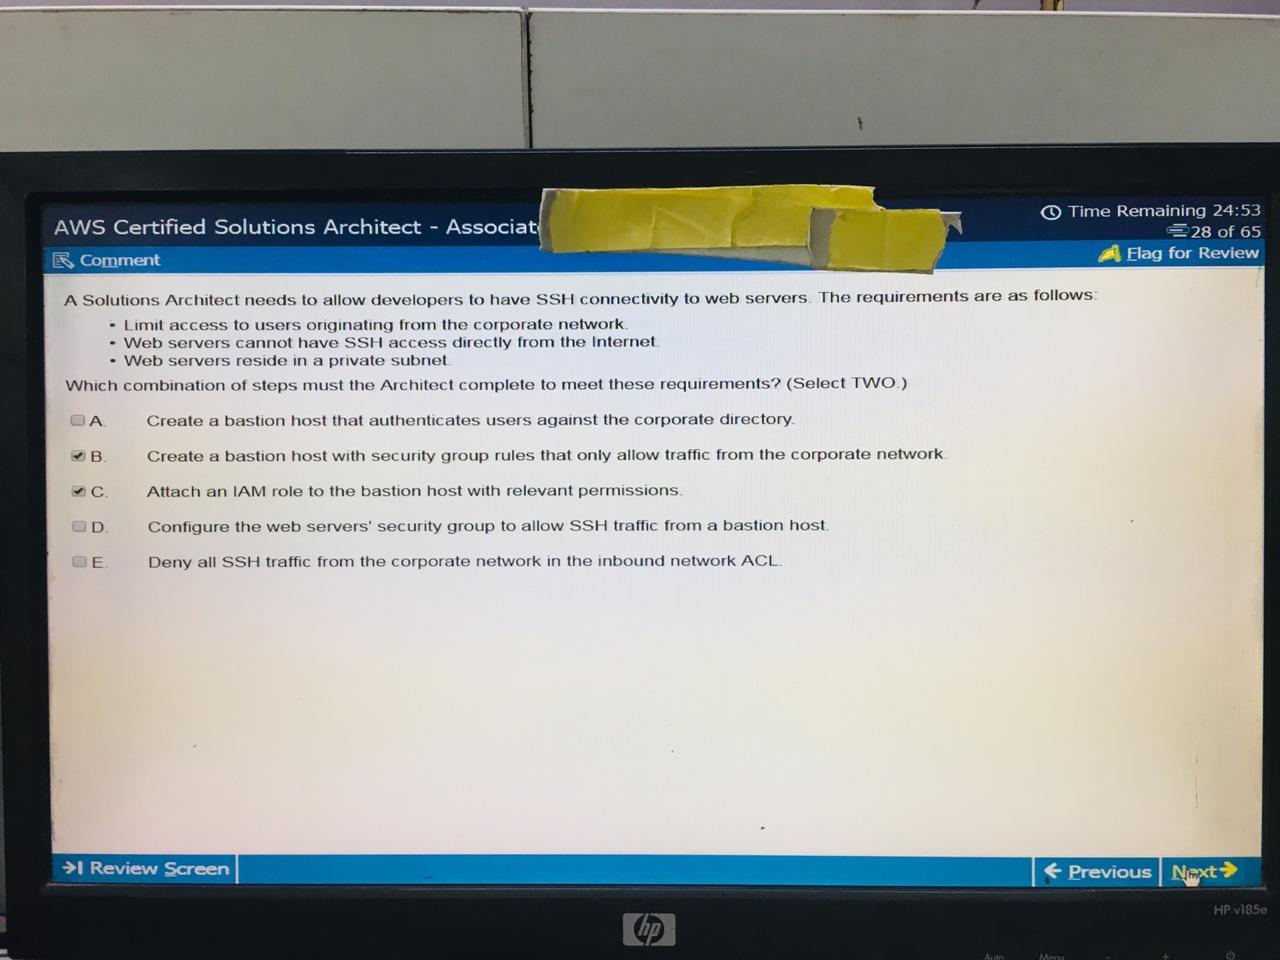 AWS Certified Solutions Architect - Associat
Time Remaining 24:53
28 of 65
Comment
Flag for Review
A Solutions Architect needs to allow developers to have SSH connectivity to web servers. The requirements are as follows:
• Limit access to users originating from the corporate network.
• Web servers cannot have SSH access directly from the Internet.
• Web servers reside in a private subnet.
Which combination of steps must the Architect complete to meet these requirements? (Select TWO.)
A. Create a bastion host that authenticates users against the corporate directory.
B. Create a bastion host with security group rules that only allow traffic from the corporate network.
C. Attach an IAM role to the bastion host with relevant permissions.
D. Configure the web servers' security group to allow SSH traffic from a bastion host.
E. Deny all SSH traffic from the corporate network in the inbound network ACL.
Review Screen
Previous
Next
HP v185e
hp
Auto Menu - +